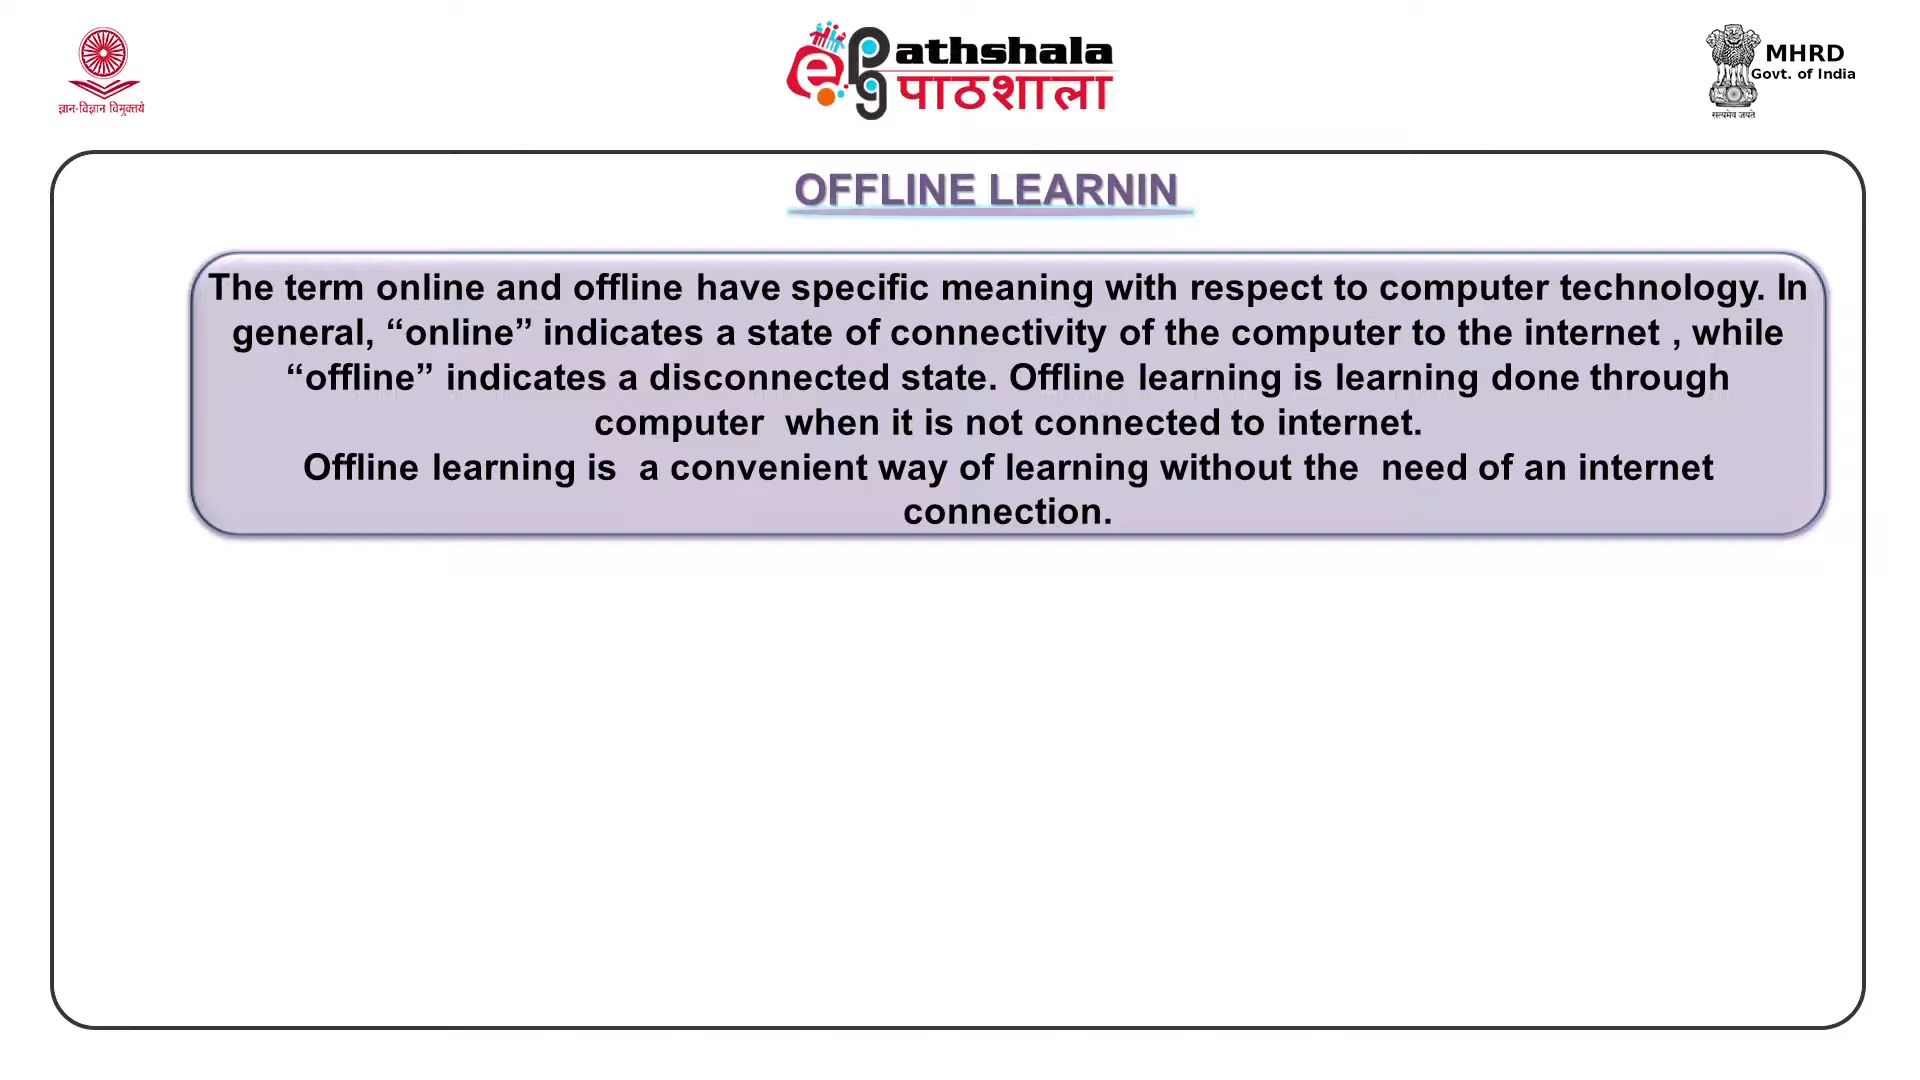 ज्ञान-विज्ञान विमुक्तये
e pg athshala
पाठशाला
MHRD
Govt. of India
सत्यमेव जयते
OFFLINE LEARNIN
The term online and offline have specific meaning with respect to computer technology. In
general, “online” indicates a state of connectivity of the computer to the internet , while
“offline” indicates a disconnected state. Offline learning is learning done through
computer  when it is not connected to internet.
Offline learning is  a convenient way of learning without the  need of an internet
connection.